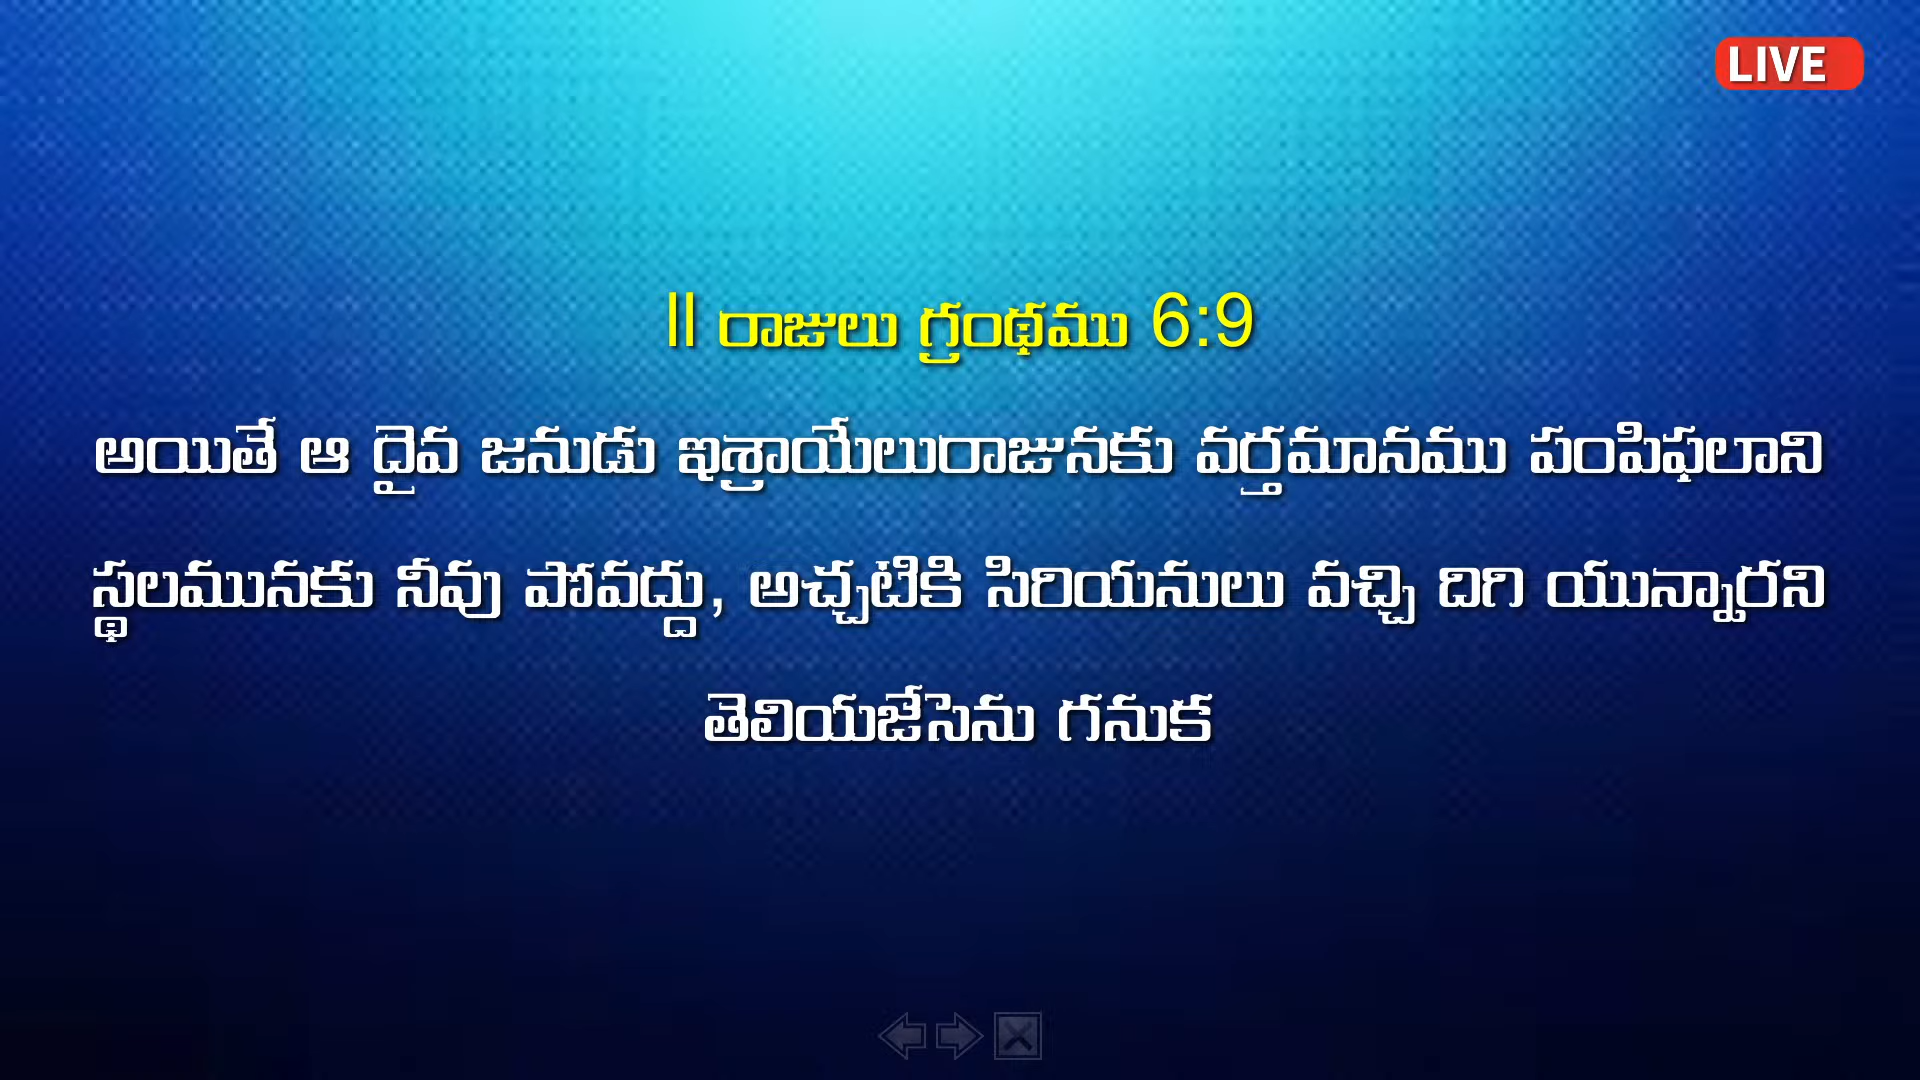 LIVE
II రాజులు గ్రంథము 6:9
అయితే ఆ దైవ జనుడు ఇశ్రాయేలురాజునకు వర్తమానము పంపిఫలాని
స్థలమునకు నీవు పోవద్దు, అచ్చటికి సిరియనులు వచ్చి దిగి యున్నారని
తెలియజేసెను గనుక